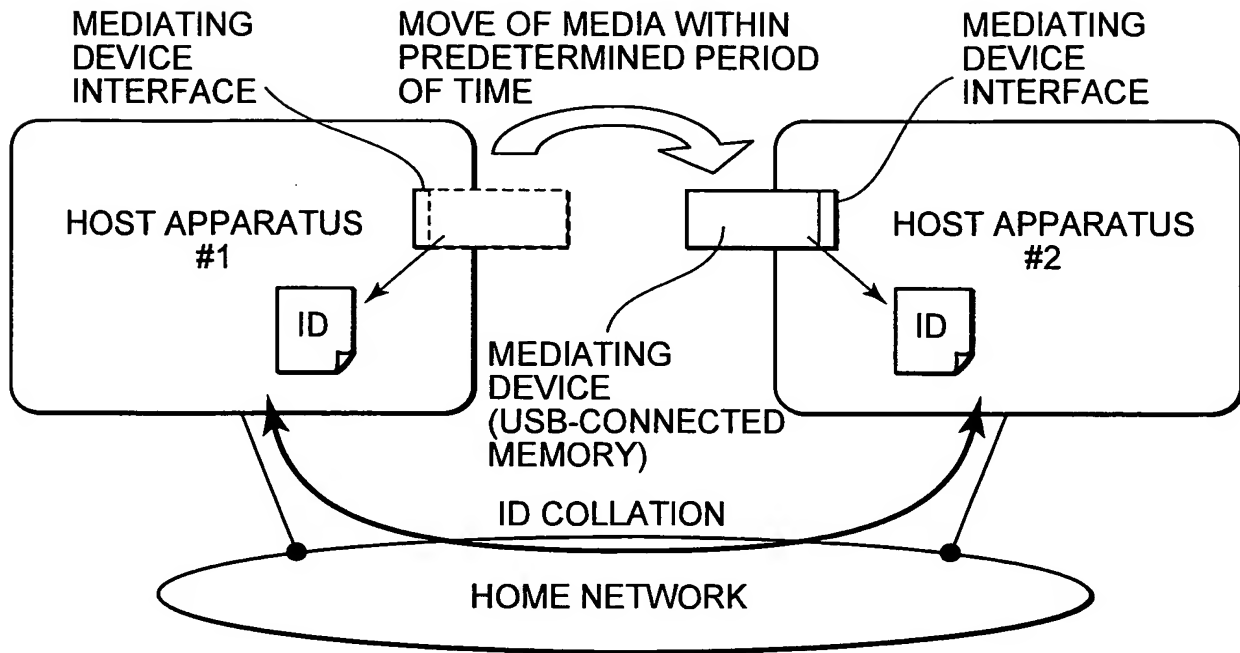 MEDIATING
DEVICE
INTERFACE
MOVE OF MEDIA WITHIN
PREDETERMINED PERIOD
OF TIME
MEDIATING
DEVICE
INTERFACE
HOST APPARATUS
#1
HOST APPARATUS
#2
ID
ID
MEDIATING
DEVICE
(USB-CONNECTED
MEMORY)
ID COLLATION
HOME NETWORK